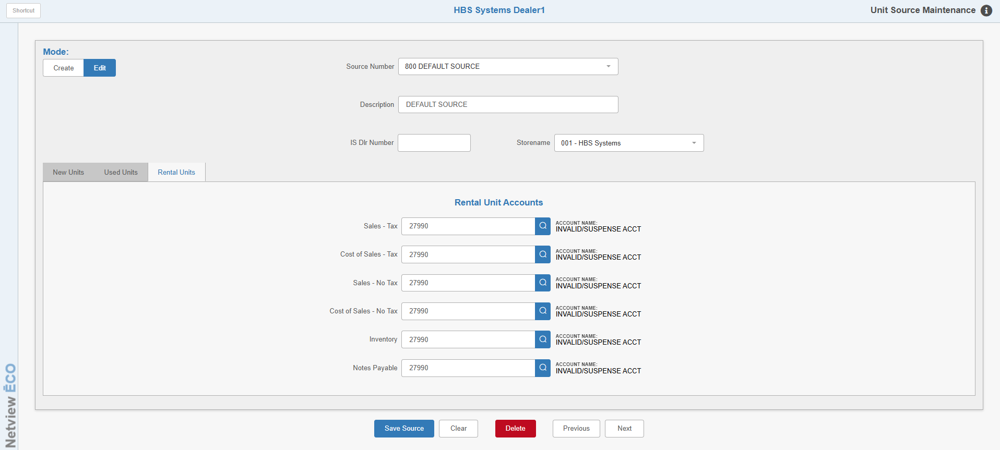 Shortcut
HBS Systems Dealer1
Unit Source Maintenance
Mode:
Create
Edit
Source Number
800 DEFAULT SOURCE
Description
DEFAULT SOURCE
IS Dlr Number
Storename
001 - HBS Systems
New Units
Used Units
Rental Units
Rental Unit Accounts
Sales - Tax
27990
ACCOUNT NAME:
INVALID/SUSPENSE ACCT
Cost of Sales - Tax
27990
ACCOUNT NAME:
INVALID/SUSPENSE ACCT
Sales - No Tax
27990
ACCOUNT NAME:
INVALID/SUSPENSE ACCT
Cost of Sales - No Tax
27990
ACCOUNT NAME:
INVALID/SUSPENSE ACCT
Inventory
27990
ACCOUNT NAME:
INVALID/SUSPENSE ACCT
Notes Payable
27990
ACCOUNT NAME:
INVALID/SUSPENSE ACCT
Save Source
Clear
Delete
Previous
Next
Netview ĒCO